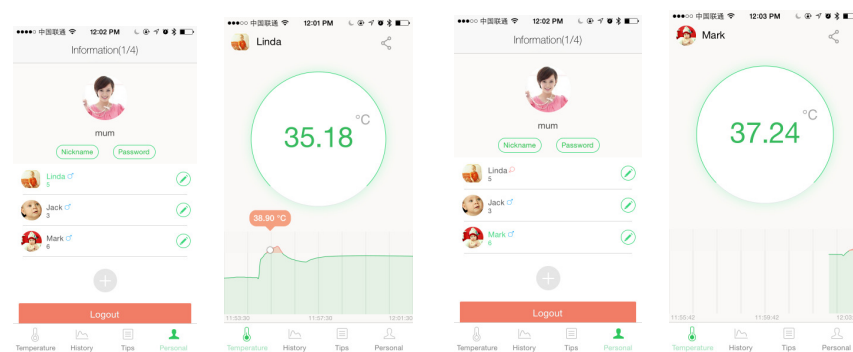 中国联通 12:02 PM
Information(1/4)
mum
Nickname Password
Linda ♂
5
Jack ♂
3
Mark ♂
6
Logout
Temperature History Tips Personal
中国联通 12:01 PM
Linda
35.18 °C
38.90 °C
11:53:30 11:57:30 12:01:30
Temperature History Tips Personal
中国联通 12:02 PM
Information(1/4)
mum
Nickname Password
Linda
5
Jack ♂
3
Mark ♂
6
Logout
Temperature History Tips Personal
中国联通 12:03 PM
Mark
37.24 °C
11:55:42 11:59:42 12:03
Temperature History Tips Personal